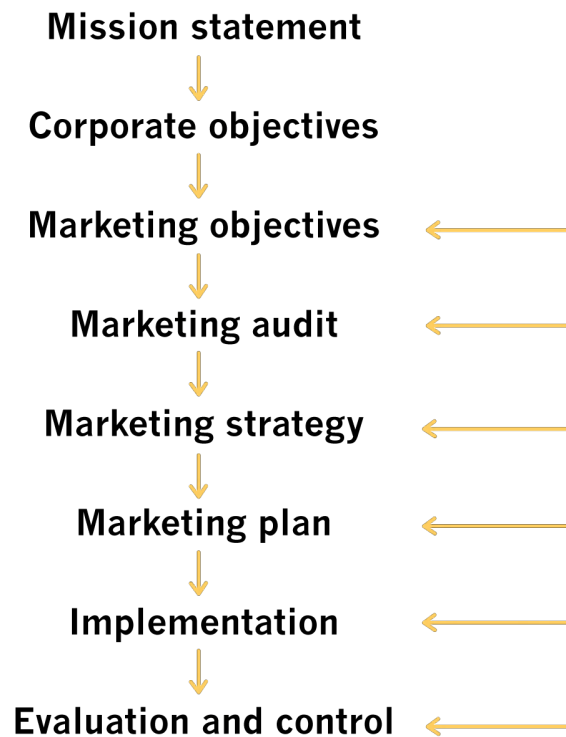 Mission statement
Corporate objectives
Marketing objectives
Marketing audit
Marketing strategy
Marketing plan
Implementation
Evaluation and control